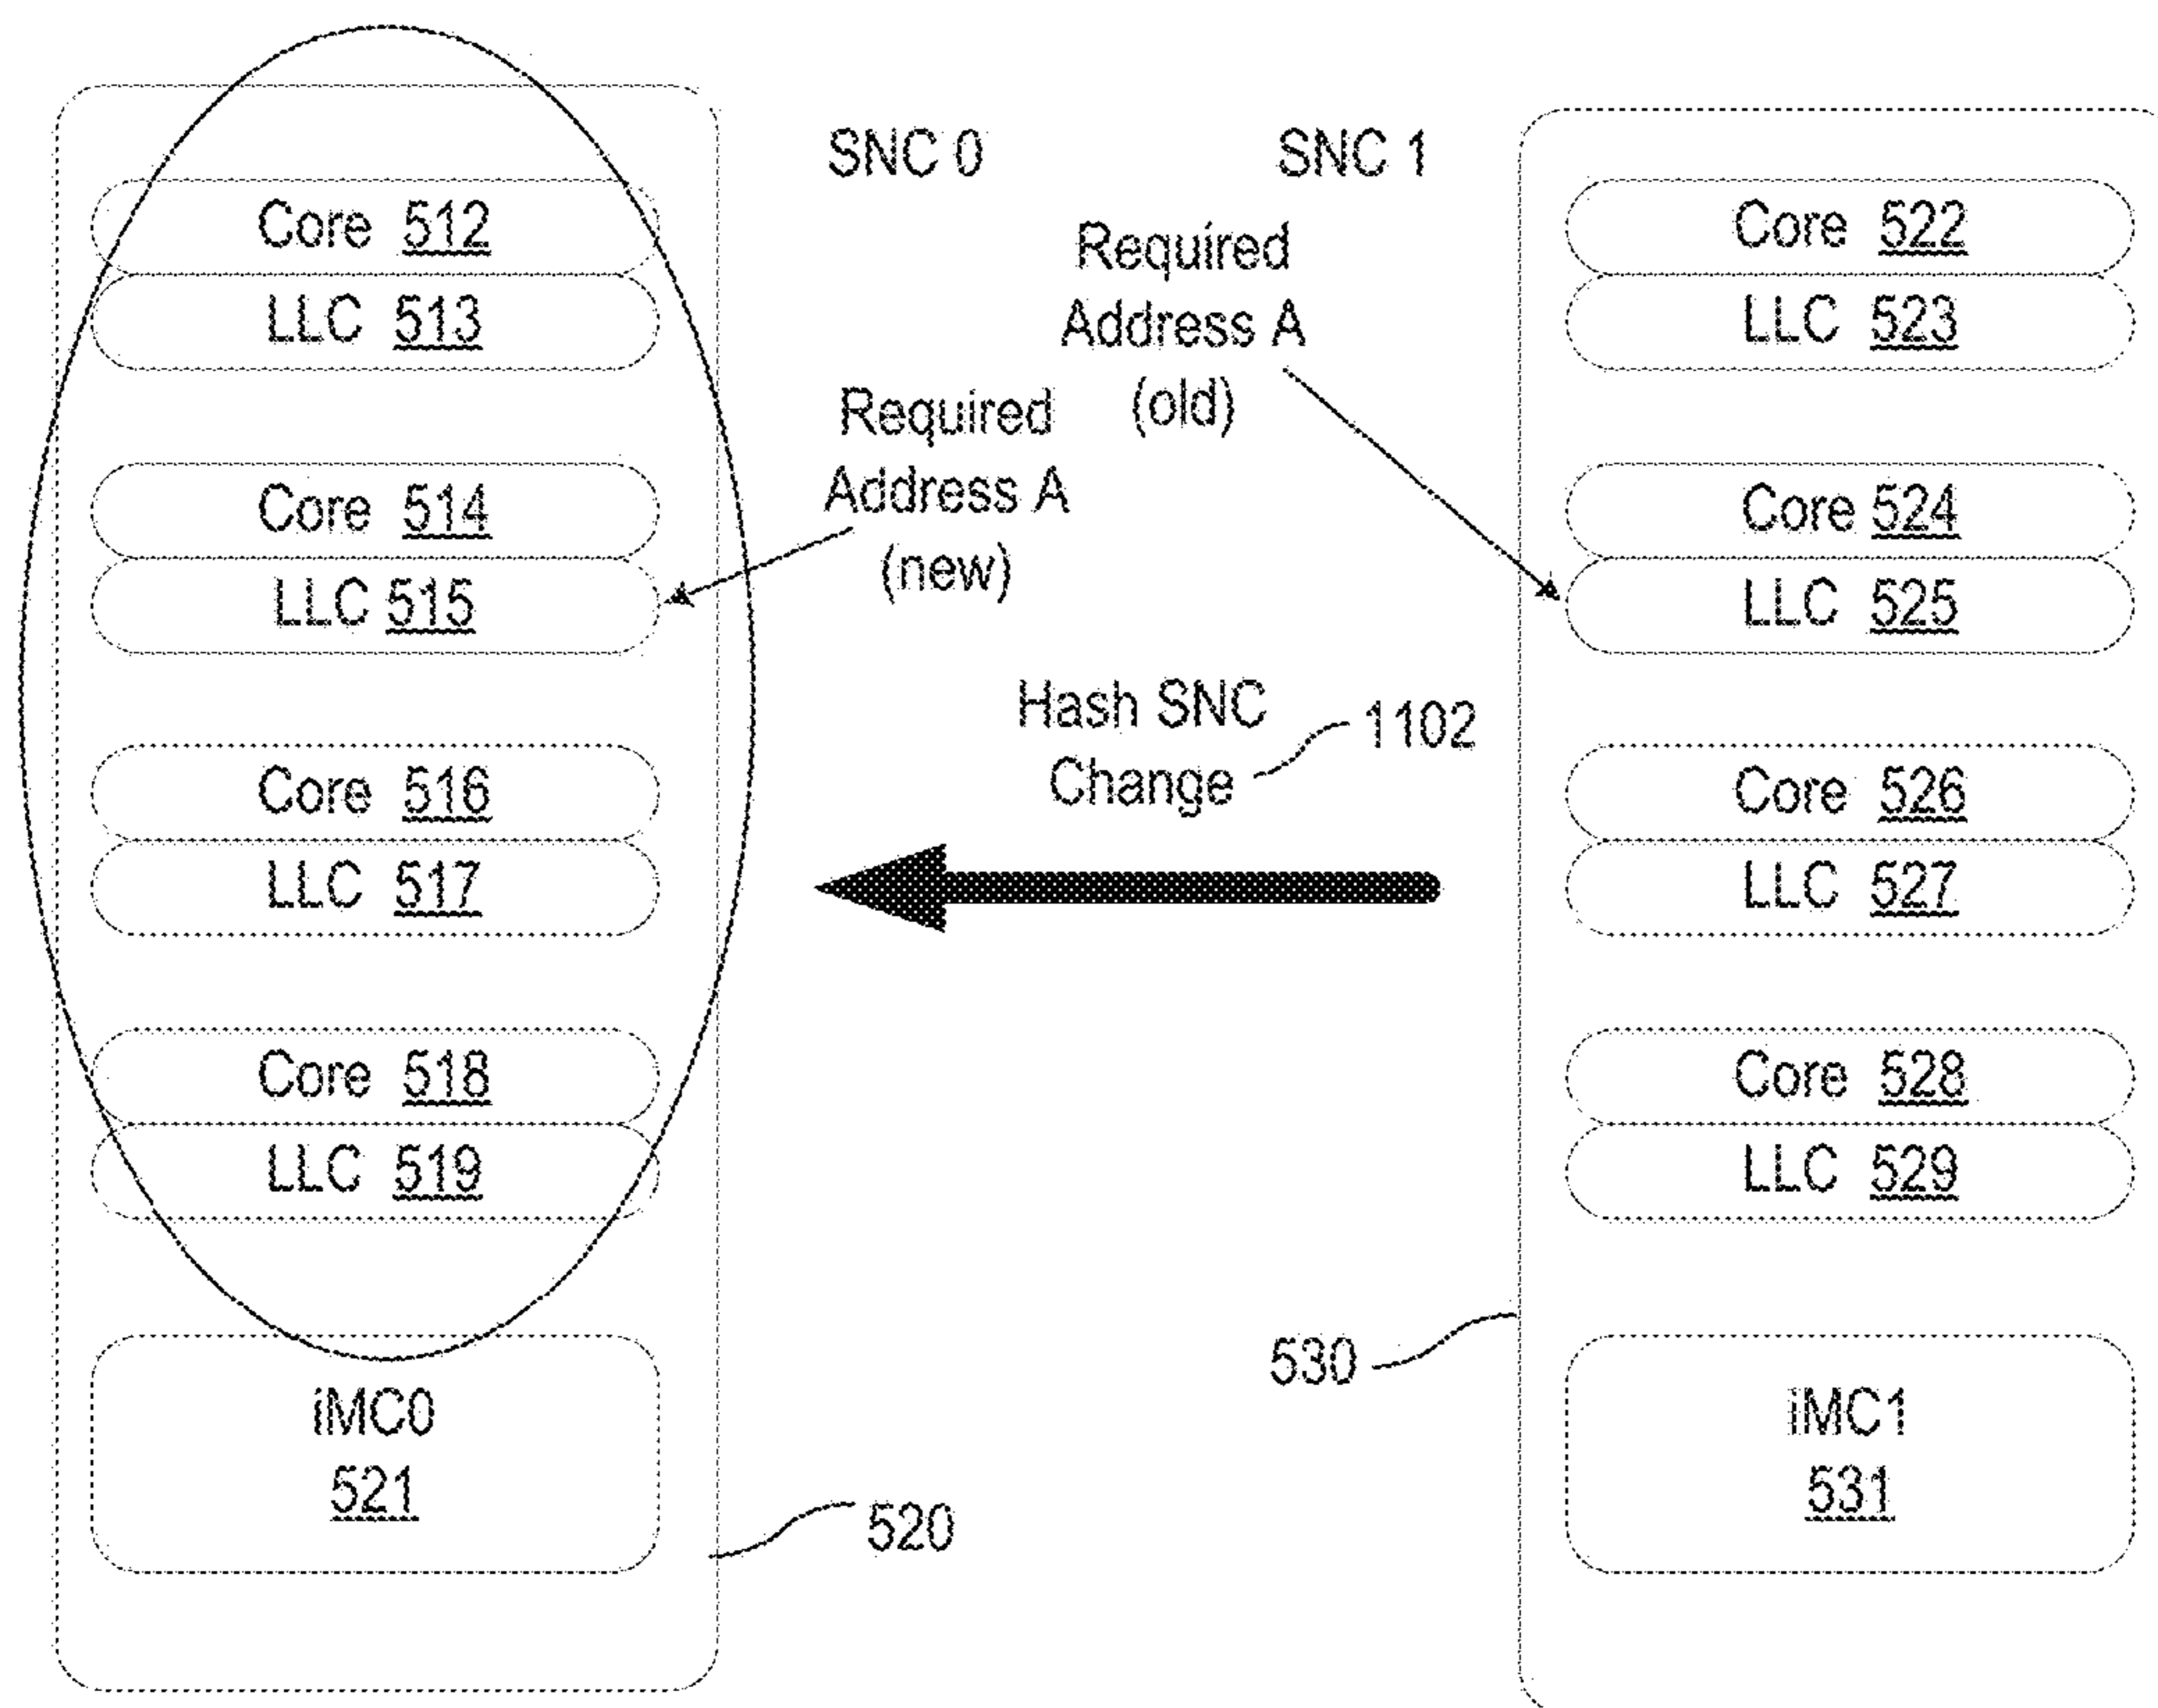 SNC 0
SNC 1
Core 512
LLC 513
Core 514
LLC 515
Core 516
LLC 517
Core 518
LLC 519
iMC0
521
520
Required
Address A
(new)
Required
Address A
(old)
Hash SNC
Change
1102
Core 522
LLC 523
Core 524
LLC 525
Core 526
LLC 527
Core 528
LLC 529
iMC1
531
530